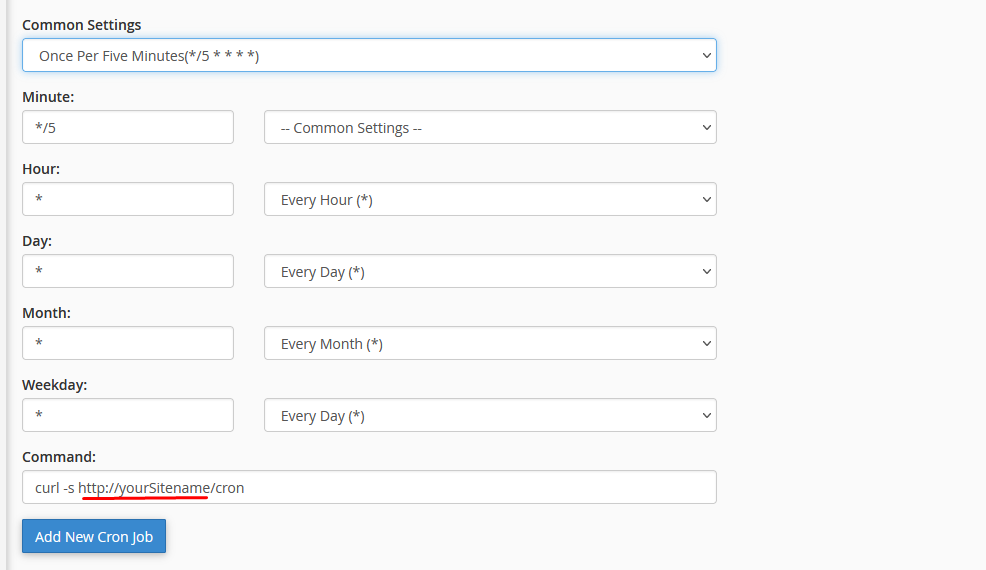 Common Settings
Once Per Five Minutes(*/5 * * * *)
Minute:
*/5
-- Common Settings --
Hour:
*
Every Hour (*)
Day:
*
Every Day (*)
Month:
*
Every Month (*)
Weekday:
*
Every Day (*)
Command:
curl -s http://yourSitename/cron
Add New Cron Job